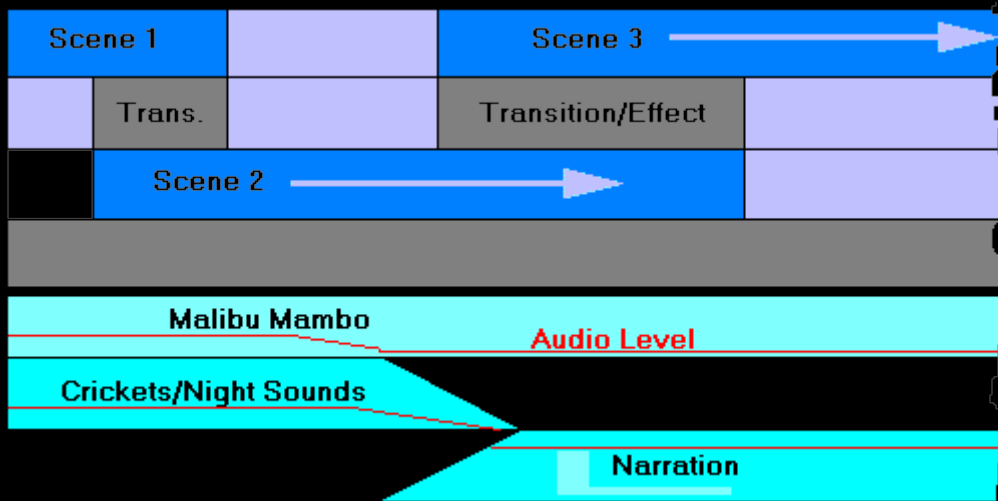 Scene 1
Scene 3
Trans.
Transition/Effect
Scene 2
Malibu Mambo
Audio Level
Crickets/Night Sounds
Narration